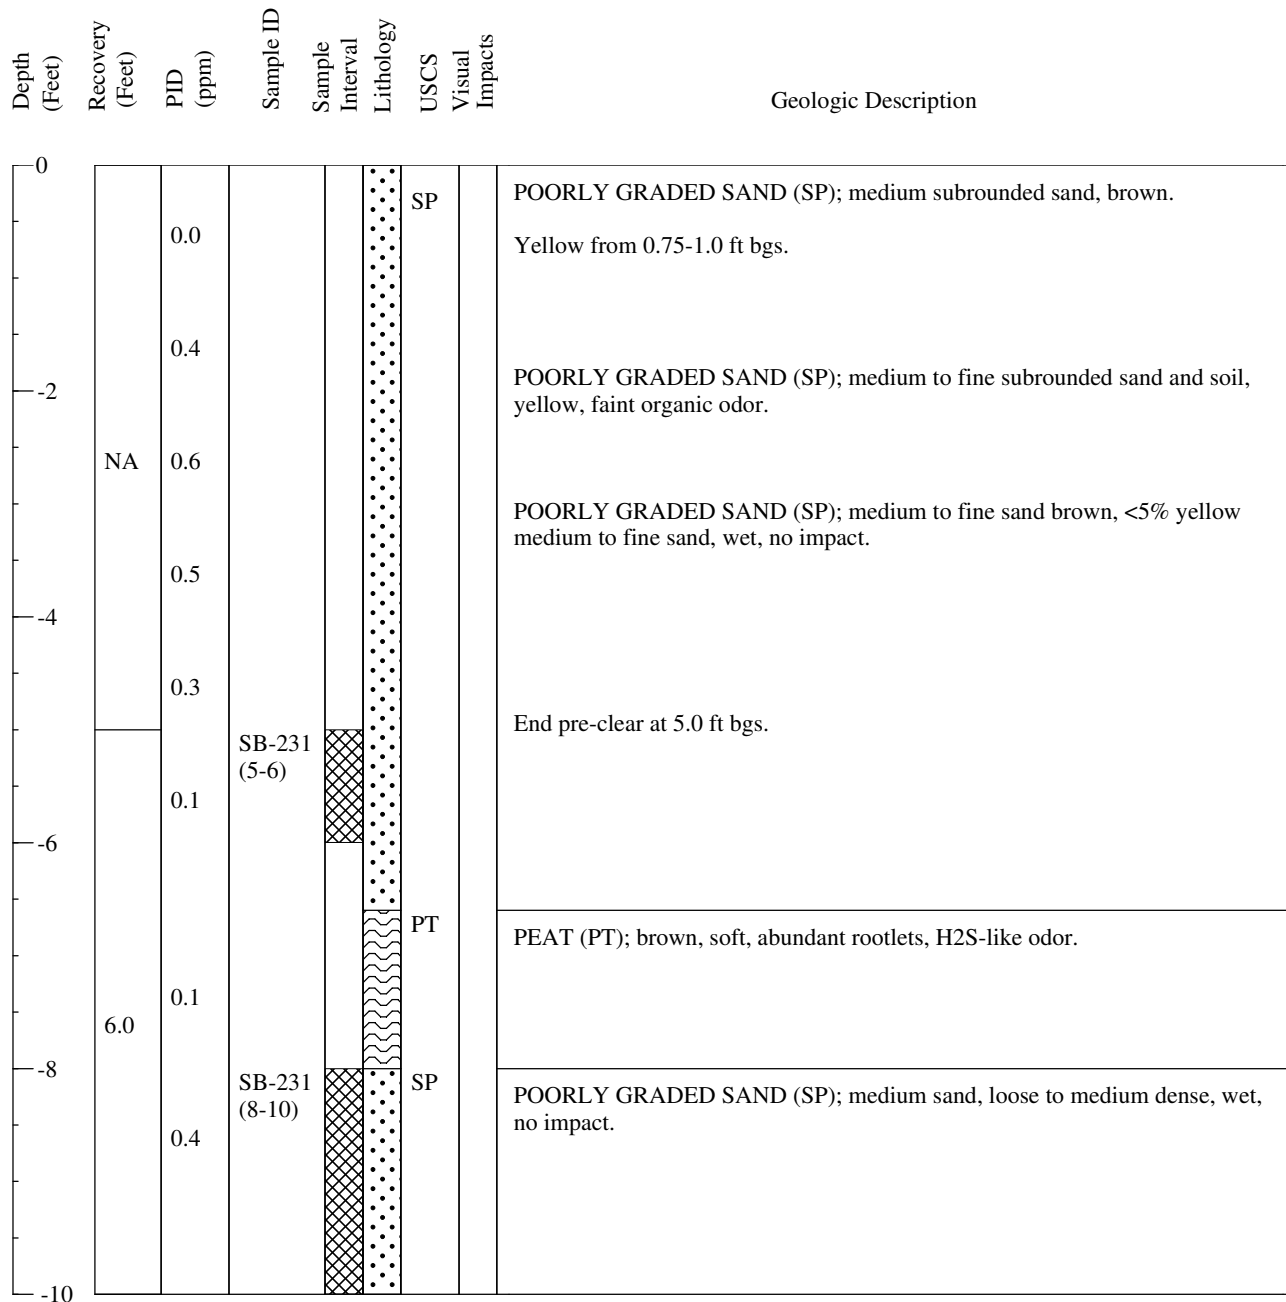 Depth
(Feet)
Recovery
(Feet)
PID
(ppm)
Sample ID
Sample
Interval
Lithology
USCS
Visual
Impacts
Geologic Description
0
SP
POORLY GRADED SAND (SP); medium subrounded sand, brown.
0.0
Yellow from 0.75-1.0 ft bgs.
0.4
-2
POORLY GRADED SAND (SP); medium to fine subrounded sand and soil,
yellow, faint organic odor.
NA
0.6
POORLY GRADED SAND (SP); medium to fine sand brown, <5% yellow
medium to fine sand, wet, no impact.
0.5
-4
0.3
End pre-clear at 5.0 ft bgs.
SB-231
(5-6)
0.1
-6
PT
PEAT (PT); brown, soft, abundant rootlets, H2S-like odor.
0.1
6.0
-8
SB-231
(8-10)
SP
POORLY GRADED SAND (SP); medium sand, loose to medium dense, wet,
no impact.
0.4
-10